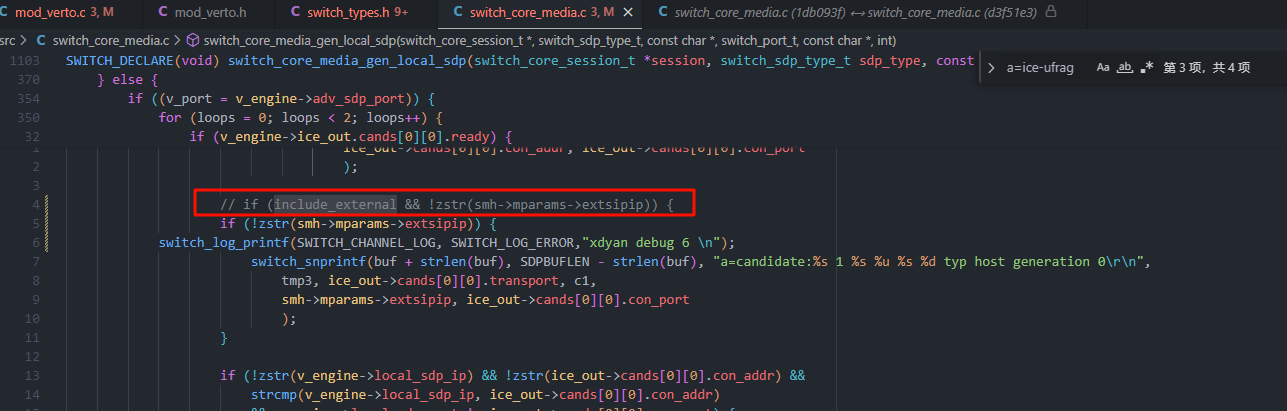 mod_verto.c 3, M mod_verto.h switch_types.h 9+ switch_core_media.c 3, M switch_core_media.c (1db093f) ↔ switch_core_media.c (d3f51e3)
src > C switch_core_media.c > switch_core_media_gen_local_sdp(switch_core_session_t *, switch_sdp_type_t, const char *, switch_port_t, const char *, int)
1103 SWITCH_DECLARE(void) switch_core_media_gen_local_sdp(switch_core_session_t *session, switch_sdp_type_t sdp_type, const
a=ice-ufrag Aa ab .* 第 3 项，共 4 项
370 } else {
354 if ((v_port = v_engine->adv_sdp_port)) {
350 for (loops = 0; loops < 2; loops++) {
32 if (v_engine->ice_out.cands[0][0].ready) {
1 ice_out->cands[0][0].con_addr, ice_out->cands[0][0].con_port
2 );
3
4 // if (include_external && !zstr(smh->mparams->extsipip)) {
5 if (!zstr(smh->mparams->extsipip)) {
6 switch_log_printf(SWITCH_CHANNEL_LOG, SWITCH_LOG_ERROR,"xdyan debug 6 \n");
7 switch_snprintf(buf + strlen(buf), SDPBUFLEN - strlen(buf), "a=candidate:%s 1 %s %u %s %d typ host generation 0\r\n",
8 tmp3, ice_out->cands[0][0].transport, c1,
9 smh->mparams->extsipip, ice_out->cands[0][0].con_port
10 );
11 }
12
13 if (!zstr(v_engine->local_sdp_ip) && !zstr(ice_out->cands[0][0].con_addr) &&
14 strcmp(v_engine->local_sdp_ip, ice_out->cands[0][0].con_addr)